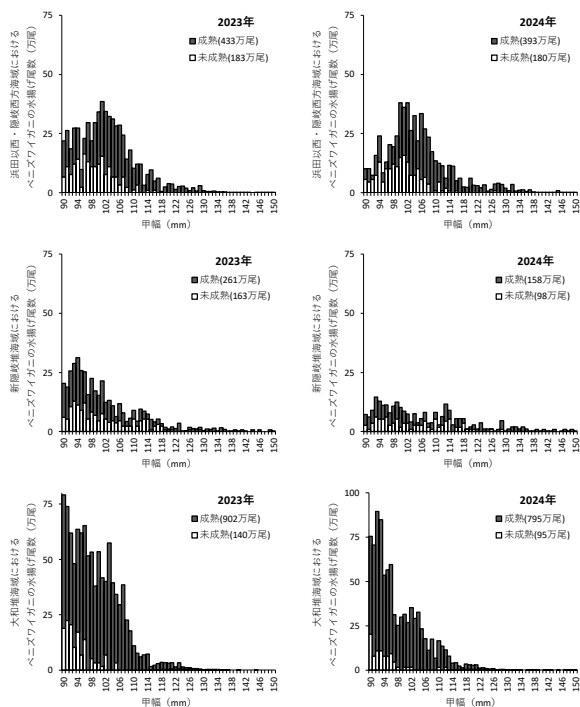 浜田以西・隠岐西方海域における
ベニズワイガニの水揚げ尾数（万尾）
2023年
成熟(433万尾)
未成熟(183万尾)
75
50
25
0
90 94 98 102 106 110 114 118 122 126 130 134 138 142 146 150
甲幅（mm）
浜田以西・隠岐西方海域における
ベニズワイガニの水揚げ尾数（万尾）
2024年
成熟(393万尾)
未成熟(180万尾)
75
50
25
0
90 94 98 102 106 110 114 118 122 126 130 134 138 142 146 150
甲幅（mm）
新隠岐堆海域における
ベニズワイガニの水揚げ尾数（万尾）
2023年
成熟(261万尾)
未成熟(163万尾)
75
50
25
0
90 94 98 102 106 110 114 118 122 126 130 134 138 142 146 150
甲幅（mm）
新隠岐堆海域における
ベニズワイガニの水揚げ尾数（万尾）
2024年
成熟(158万尾)
未成熟(98万尾)
75
50
25
0
90 94 98 102 106 110 114 118 122 126 130 134 138 142 146 150
甲幅（mm）
大和堆海域における
ベニズワイガニの水揚げ尾数（万尾）
2023年
成熟(902万尾)
未成熟(140万尾)
75
50
25
0
90 94 98 102 106 110 114 118 122 126 130 134 138 142 146 150
甲幅（mm）
大和堆海域における
ベニズワイガニの水揚げ尾数（万尾）
2024年
成熟(795万尾)
未成熟(95万尾)
100
75
50
25
0
90 94 98 102 106 110 114 118 122 126 130 134 138 142 146 150
甲幅（mm）